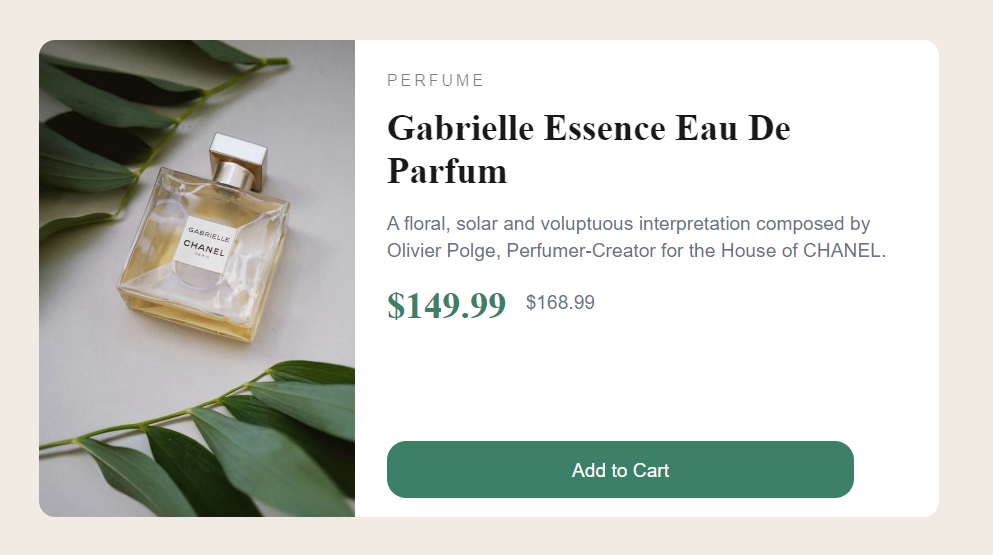 PERFUME
Gabrielle Essence Eau De
Parfum
A floral, solar and voluptuous interpretation composed by
Olivier Polge, Perfumer-Creator for the House of CHANEL.
$149.99 $168.99
Add to Cart
GABRIELLE
CHANEL
PARIS